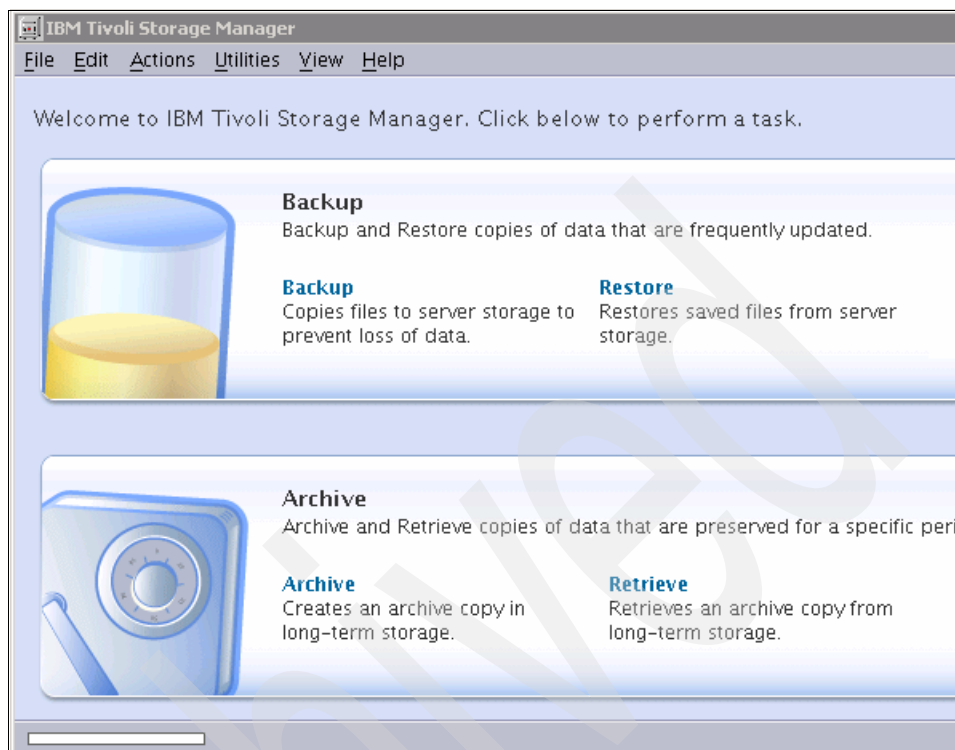 IBM Tivoli Storage Manager
File Edit Actions Utilities View Help
Welcome to IBM Tivoli Storage Manager. Click below to perform a task.
Backup
Backup and Restore copies of data that are frequently updated.
Backup
Copies files to server storage to
prevent loss of data.
Restore
Restores saved files from server
storage.
Archive
Archive and Retrieve copies of data that are preserved for a specific peri
Archive
Creates an archive copy in
long-term storage.
Retrieve
Retrieves an archive copy from
long-term storage.
hived